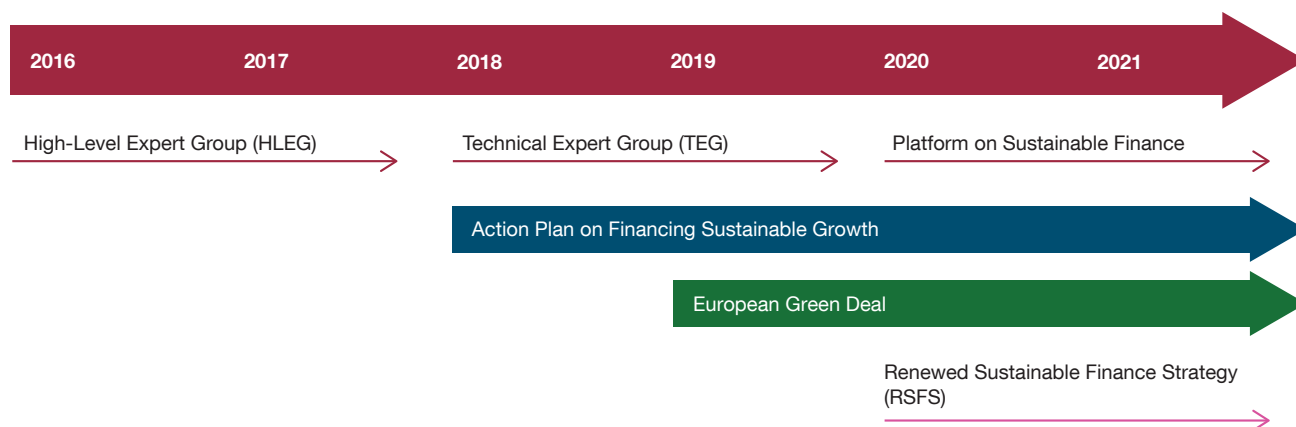 2016 2017 2018 2019 2020 2021
High-Level Expert Group (HLEG) Technical Expert Group (TEG) Platform on Sustainable Finance
Action Plan on Financing Sustainable Growth
European Green Deal
Renewed Sustainable Finance Strategy
(RSFS)